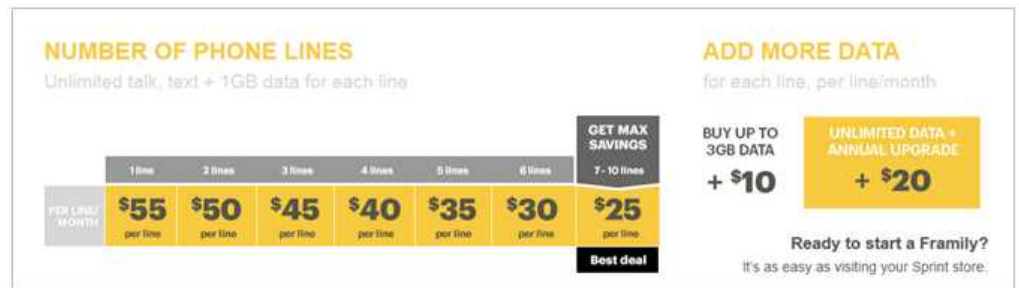 NUMBER OF PHONE LINES
Unlimited talk, text + 1GB data for each line
GET MAX
SAVINGS
1 line 2 lines 3 lines 4 lines 5 lines 6 lines 7-10 lines
PER LINE/
MONTH
$55 $50 $45 $40 $35 $30 $25
per line per line per line per line per line per line per line
Best deal
ADD MORE DATA
for each line, per line/month
BUY UP TO
3GB DATA
+ $10
UNLIMITED DATA +
ANNUAL UPGRADE
+ $20
Ready to start a Framily?
It's as easy as visiting your Sprint store.